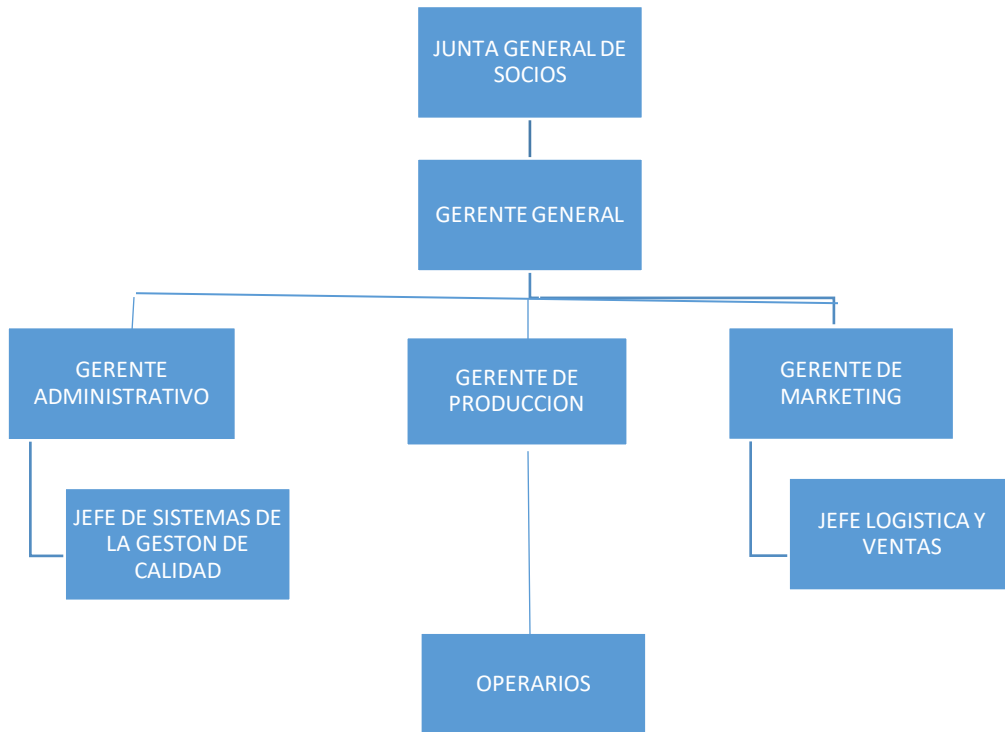 JUNTA GENERAL DE
SOCIOS
GERENTE GENERAL
GERENTE
ADMINISTRATIVO
GERENTE DE
PRODUCCION
GERENTE DE
MARKETING
JEFE DE SISTEMAS DE
LA GESTON DE
CALIDAD
JEFE LOGISTICA Y
VENTAS
OPERARIOS